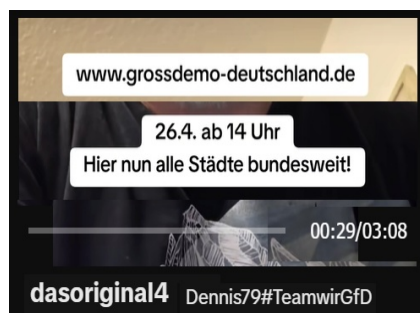 www.grossdemo-deutschland.de
26.4. ab 14 Uhr
Hier nun alle Städte bundesweit!
00:29/03:08
dasoriginal4 Dennis79#TeamwirGfD